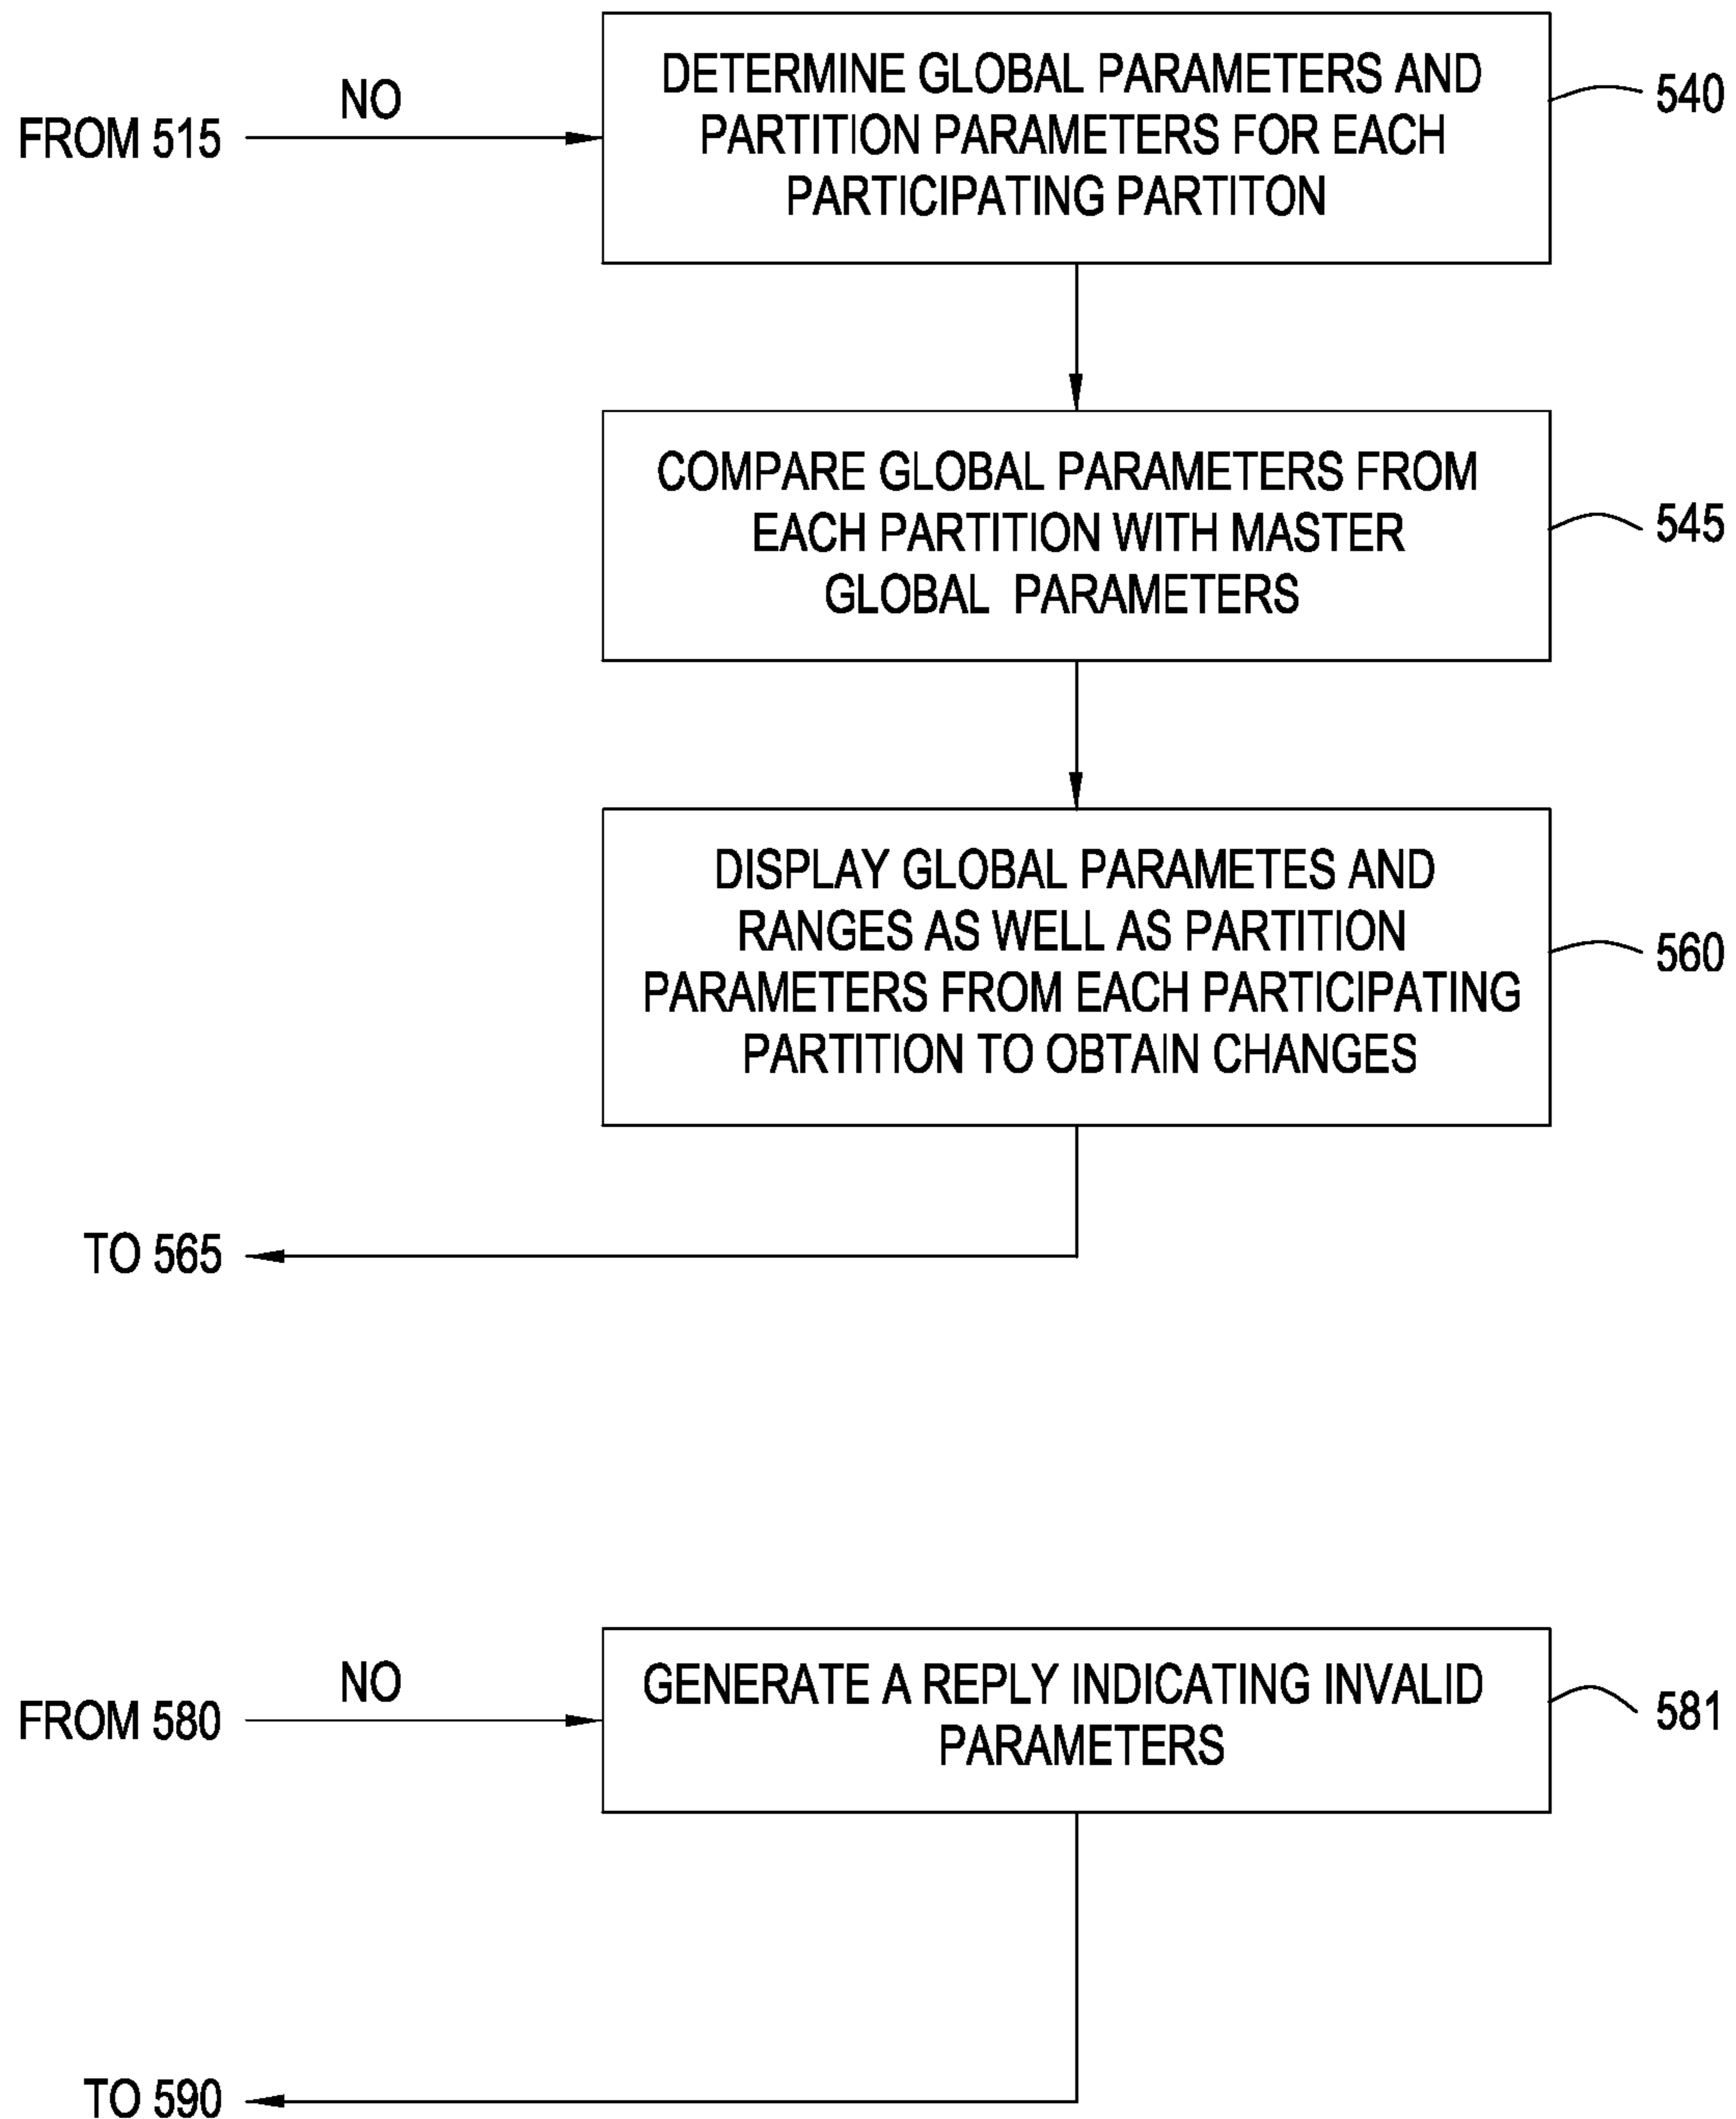 DETERMINE GLOBAL PARAMETERS AND
PARTITION PARAMETERS FOR EACH
PARTICIPATING PARTITON
540
NO
FROM 515
COMPARE GLOBAL PARAMETERS FROM
EACH PARTITION WITH MASTER
GLOBAL PARAMETERS
545
DISPLAY GLOBAL PARAMETES AND
RANGES AS WELL AS PARTITION
PARAMETERS FROM EACH PARTICIPATING
PARTITION TO OBTAIN CHANGES
560
TO 565
NO
FROM 580
GENERATE A REPLY INDICATING INVALID
PARAMETERS
581
TO 590